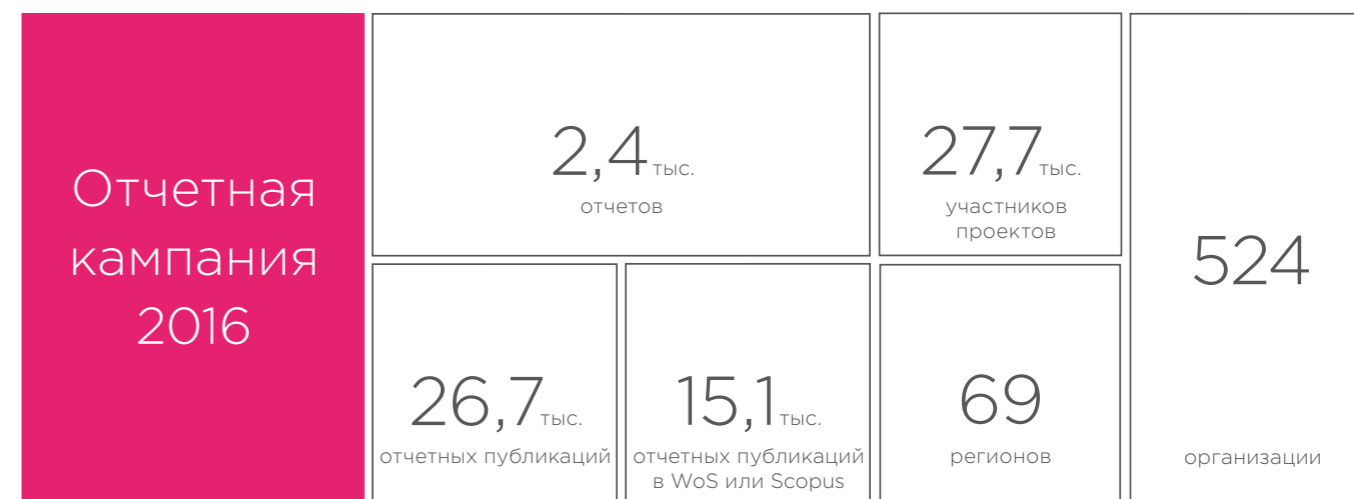 Отчетная
кампания
2016
2,4 тыс.
отчетов
27,7 тыс.
участников
проектов
524
организации
26,7 тыс.
отчетных публикаций
15,1 тыс.
отчетных публикаций
в WoS или Scopus
69
регионов